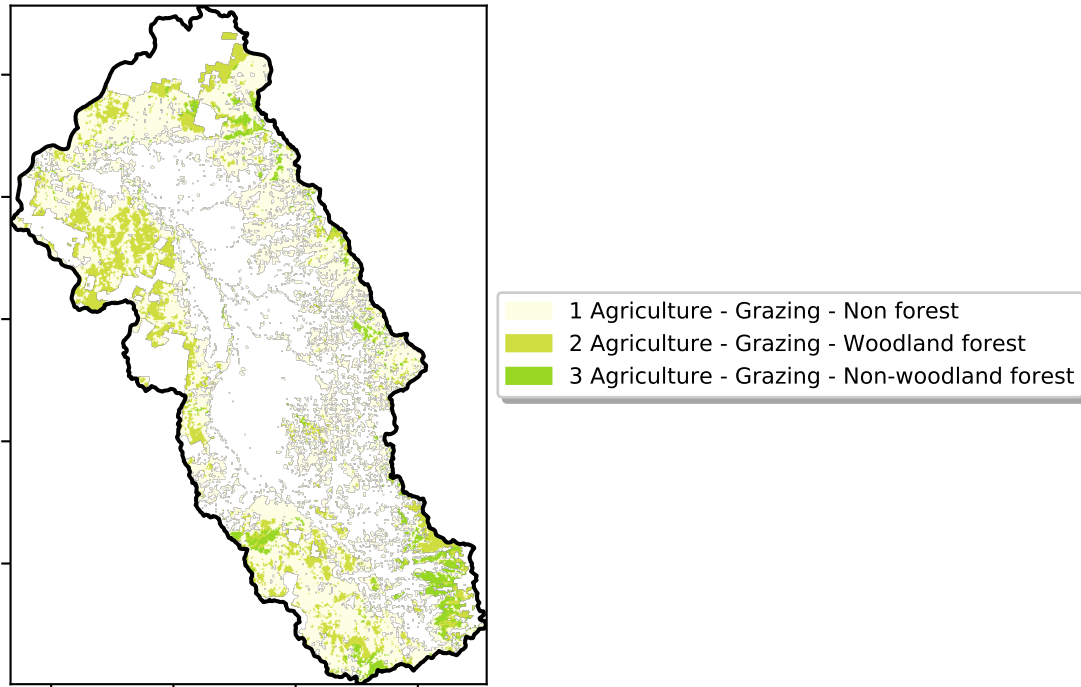 1 Agriculture - Grazing - Non forest
2 Agriculture - Grazing - Woodland forest
3 Agriculture - Grazing - Non-woodland forest